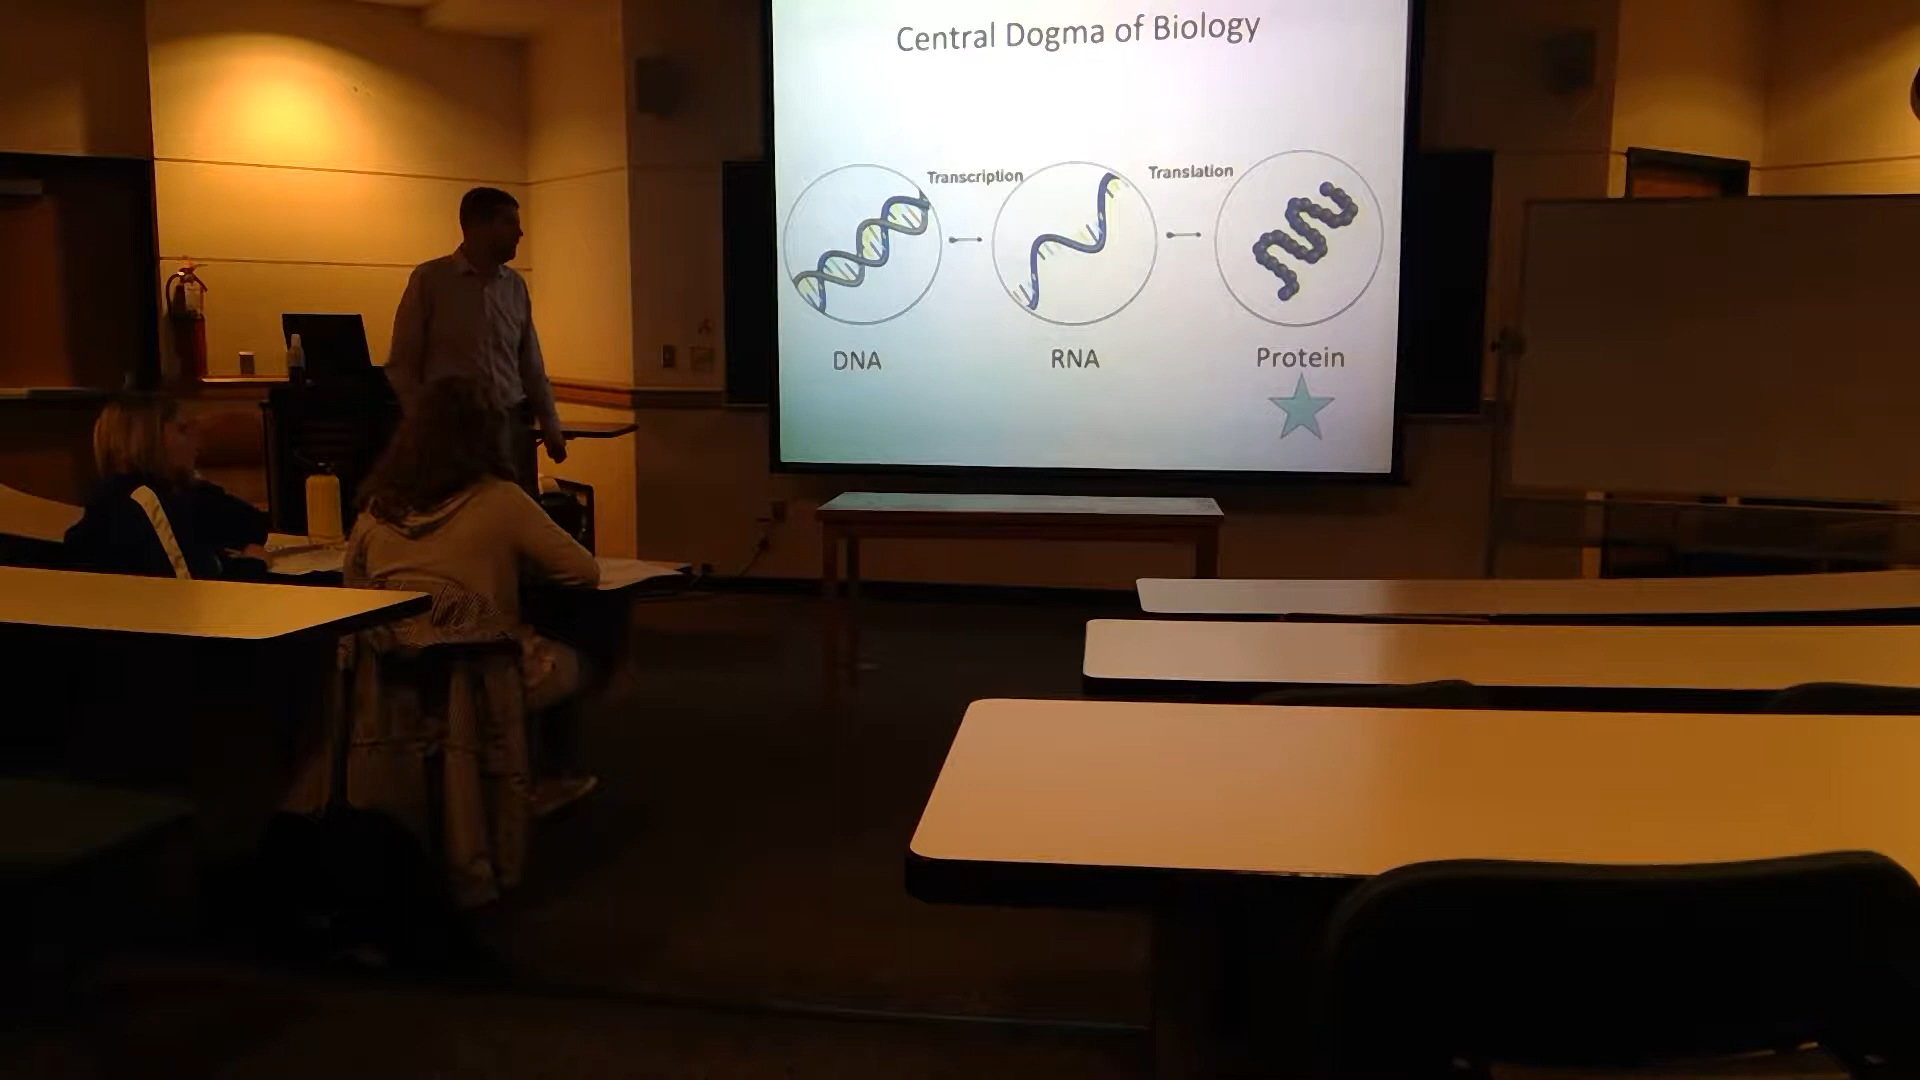 Central Dogma of Biology
Transcription
Translation
DNA
RNA
Protein